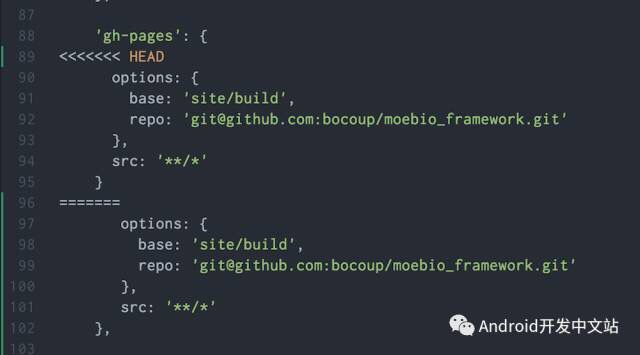 87
88 'gh-pages': {
89 <<<<<<< HEAD
90 options: {
91 base: 'site/build',
92 repo: 'git@github.com:bocoup/moebio_framework.git'
93 },
94 src: '**/*'
95 }
96 =======
97 options: {
98 base: 'site/build',
99 repo: 'git@github.com:bocoup/moebio_framework.git'
100 },
101 src: '**/*'
102 },
103
Android开发中文站